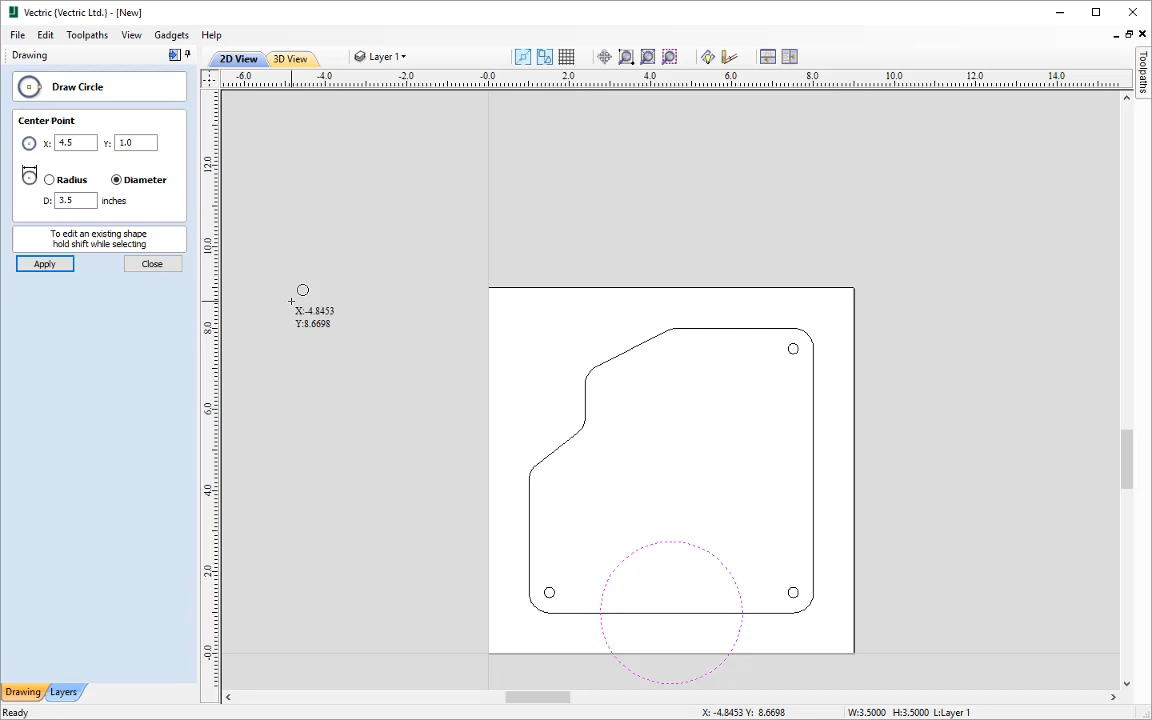 Vectric {Vectric Ltd.} - [New]
File Edit Toolpaths View Gadgets Help
Drawing
2D View 3D View Layer 1
Toolpaths
-6.0 -4.0 -2.0 -0.0 2.0 4.0 6.0 8.0 10.0 12.0 14.0
Draw Circle
Center Point
X: 4.5 Y: 1.0
Radius Diameter
D: 3.5 inches
To edit an existing shape
hold shift while selecting
Apply Close
12.0
10.0
8.0
6.0
4.0
2.0
-0.0
X:-4.8453
Y:8.6698
Drawing Layers
Ready X: -4.8453 Y: 8.6698 W:3.5000 H:3.5000 L:Layer 1